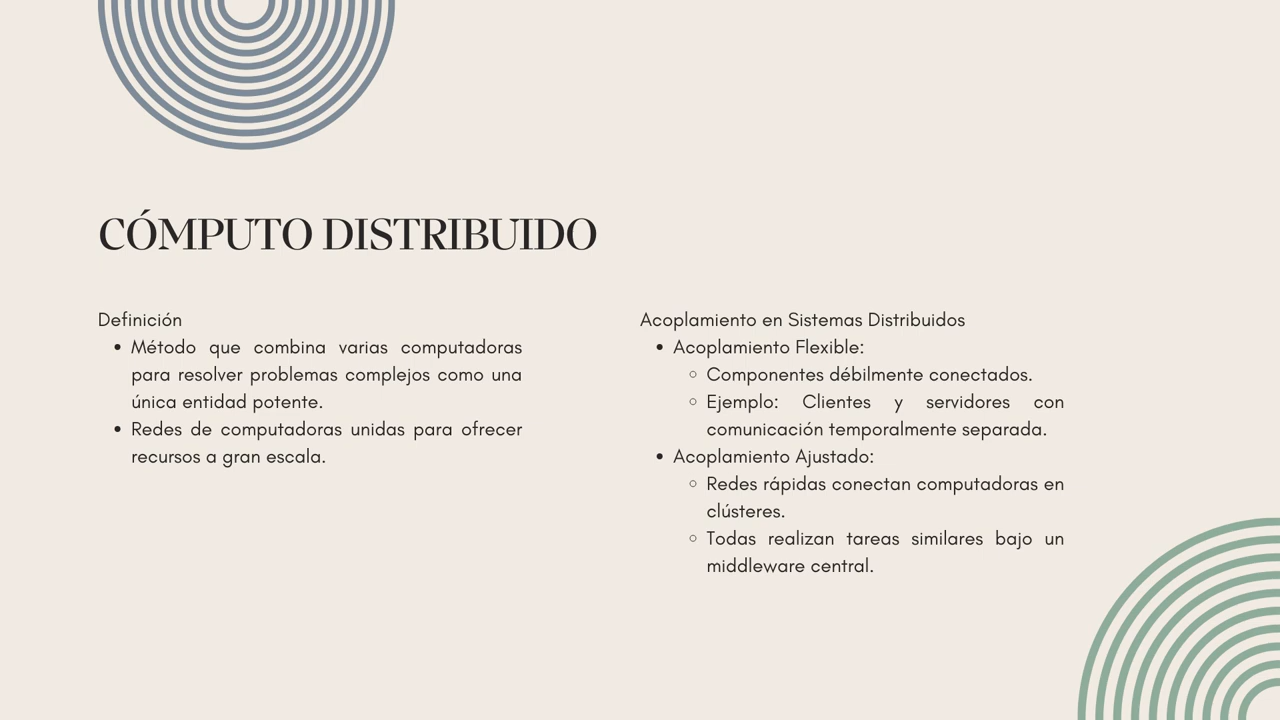 CÓMPUTO DISTRIBUIDO
Definición
• Método que combina varias computadoras
para resolver problemas complejos como una
única entidad potente.
• Redes de computadoras unidas para ofrecer
recursos a gran escala.
Acoplamiento en Sistemas Distribuidos
• Acoplamiento Flexible:
○ Componentes débilmente conectados.
○ Ejemplo: Clientes y servidores con
comunicación temporalmente separada.
• Acoplamiento Ajustado:
○ Redes rápidas conectan computadoras en
clústeres.
○ Todas realizan tareas similares bajo un
middleware central.